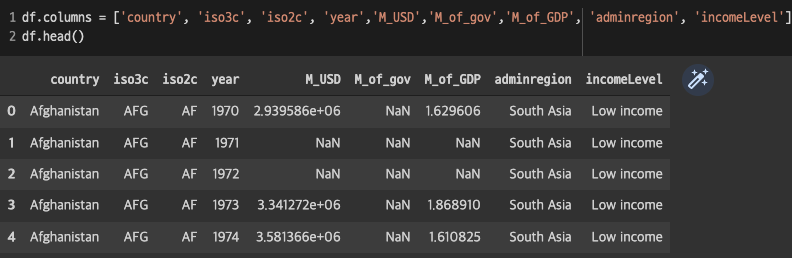 1 df.columns = ['country', 'iso3c', 'iso2c', 'year','M_USD','M_of_gov','M_of_GDP', 'adminregion', 'incomeLevel']
2 df.head()
country iso3c iso2c year M_USD M_of_gov M_of_GDP adminregion incomeLevel
0 Afghanistan AFG AF 1970 2.939586e+06 NaN 1.629606 South Asia Low income
1 Afghanistan AFG AF 1971 NaN NaN NaN South Asia Low income
2 Afghanistan AFG AF 1972 NaN NaN NaN South Asia Low income
3 Afghanistan AFG AF 1973 3.341272e+06 NaN 1.868910 South Asia Low income
4 Afghanistan AFG AF 1974 3.581366e+06 NaN 1.610825 South Asia Low income